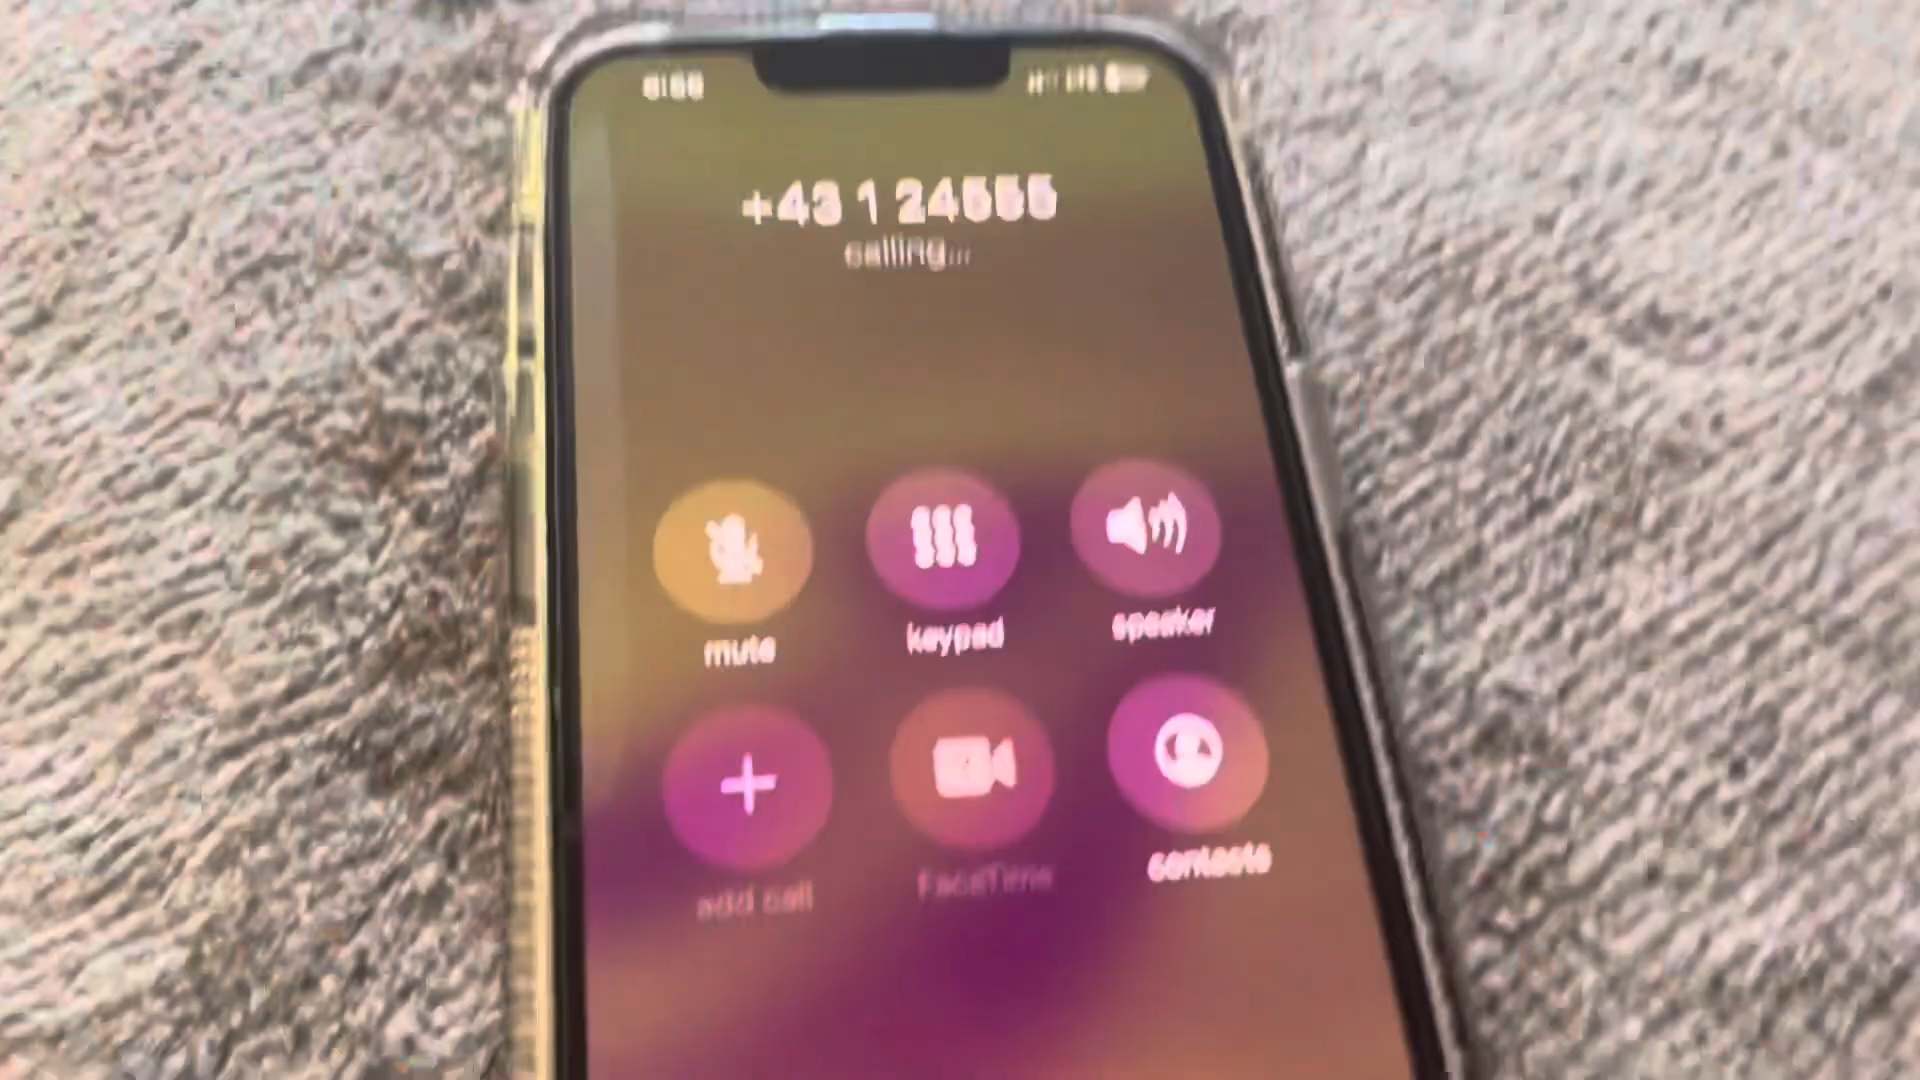 +43 1 24555
calling...
mute
keypad
speaker
add call
FaceTime
contacts